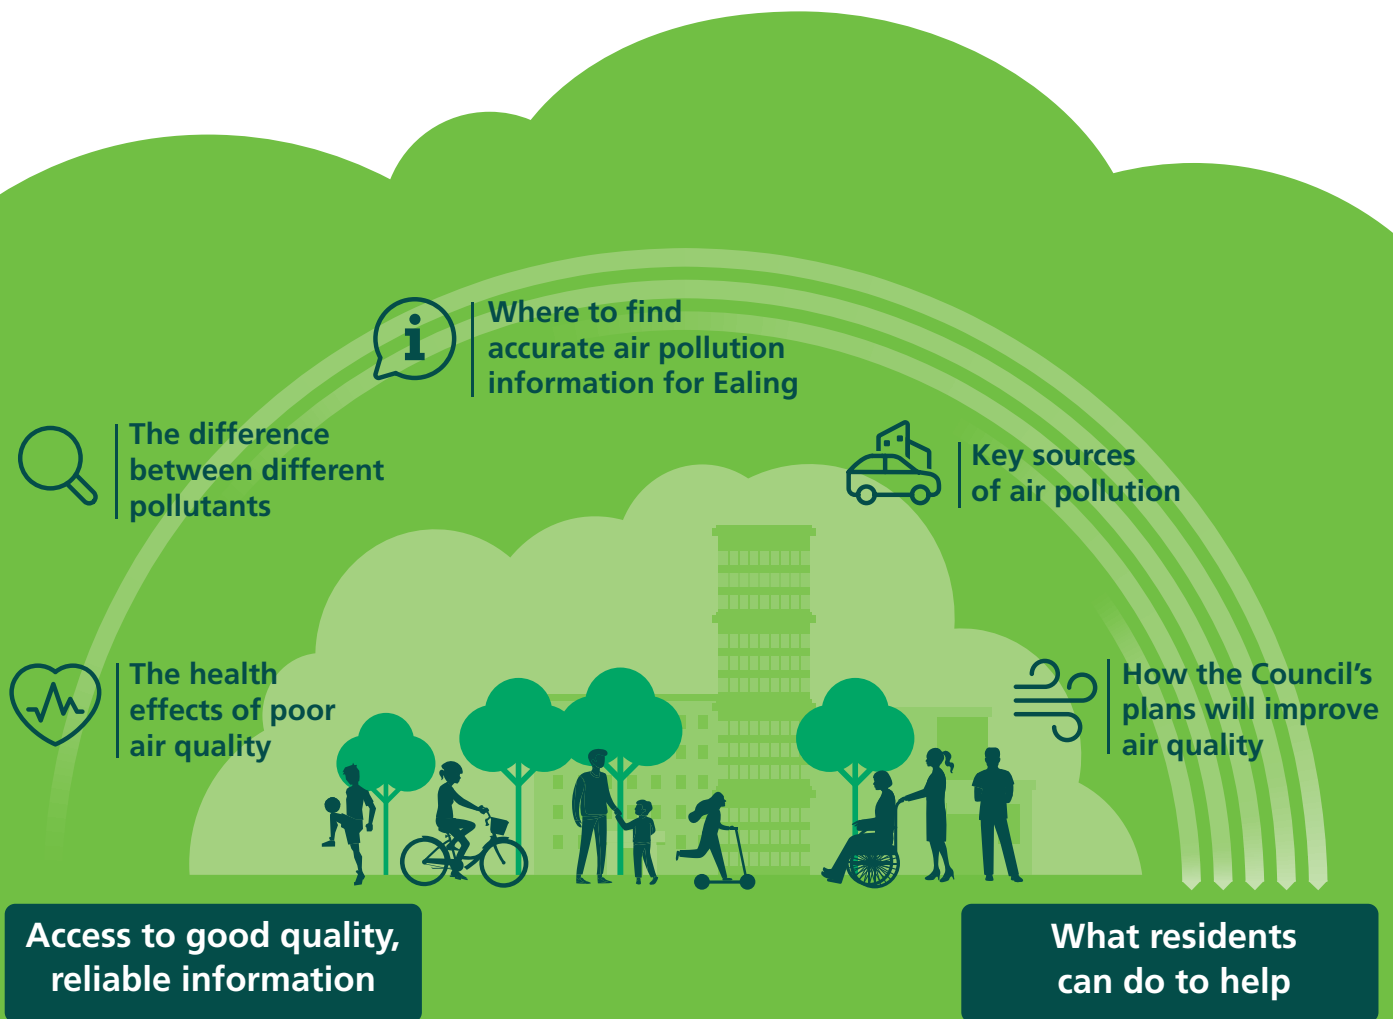 Where to find
accurate air pollution
information for Ealing
The difference
between different
pollutants
Key sources
of air pollution
The health
effects of poor
air quality
How the Council’s
plans will improve
air quality
Access to good quality,
reliable information
What residents
can do to help